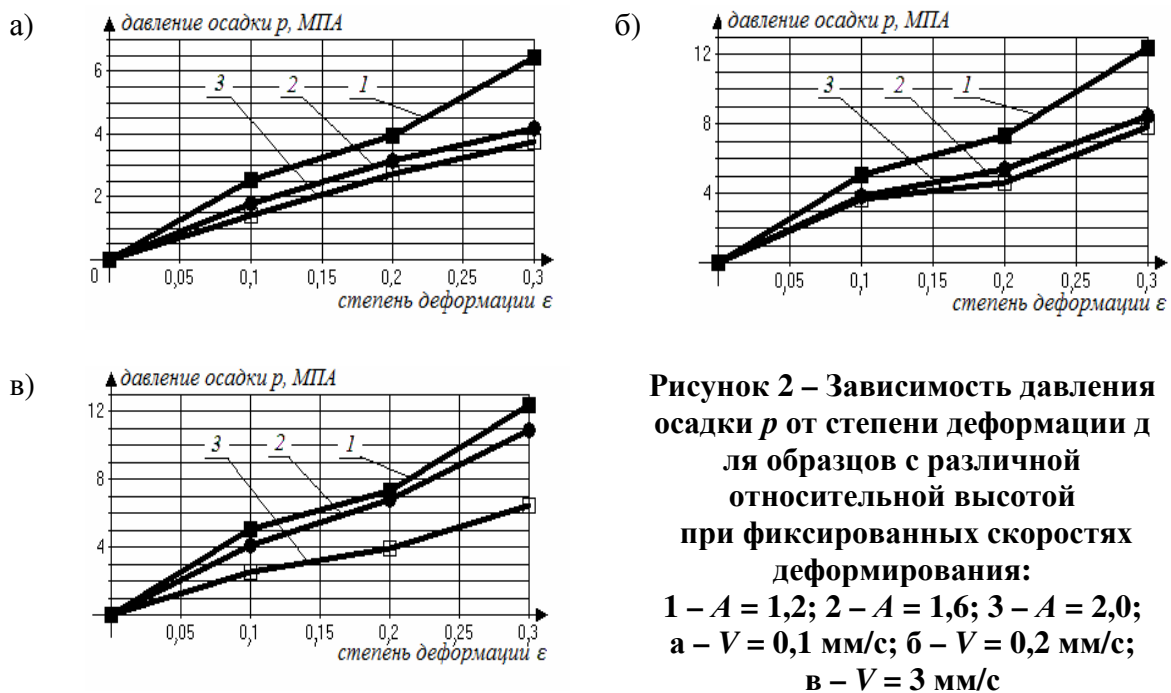 а)
давление осадки р, МПА
6
4
2
0
3
2
1
0,05
0,1
0,15
0,2
0,25
0,3
степень деформации ε
б)
давление осадки р, МПА
12
8
4
3
2
1
0,05
0,1
0,15
0,2
0,25
0,3
степень деформации ε
в)
давление осадки р, МПА
12
8
4
3
2
1
0,05
0,1
0,15
0,2
0,25
0,3
степень деформации ε
Рисунок 2 – Зависимость давления
осадки р от степени деформации д
ля образцов с различной
относительной высотой
при фиксированных скоростях
деформирования:
1 – А = 1,2; 2 – А = 1,6; 3 – А = 2,0;
а – V = 0,1 мм/с; б – V = 0,2 мм/с;
в – V = 3 мм/с